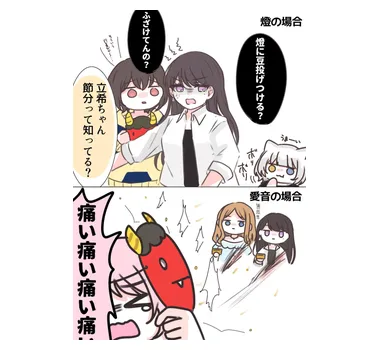 燈の場合
燈に豆投げつける？
ふざけてんの？
立希ちゃん
節分って知ってる？
愛音の場合
痛い痛い痛い痛い